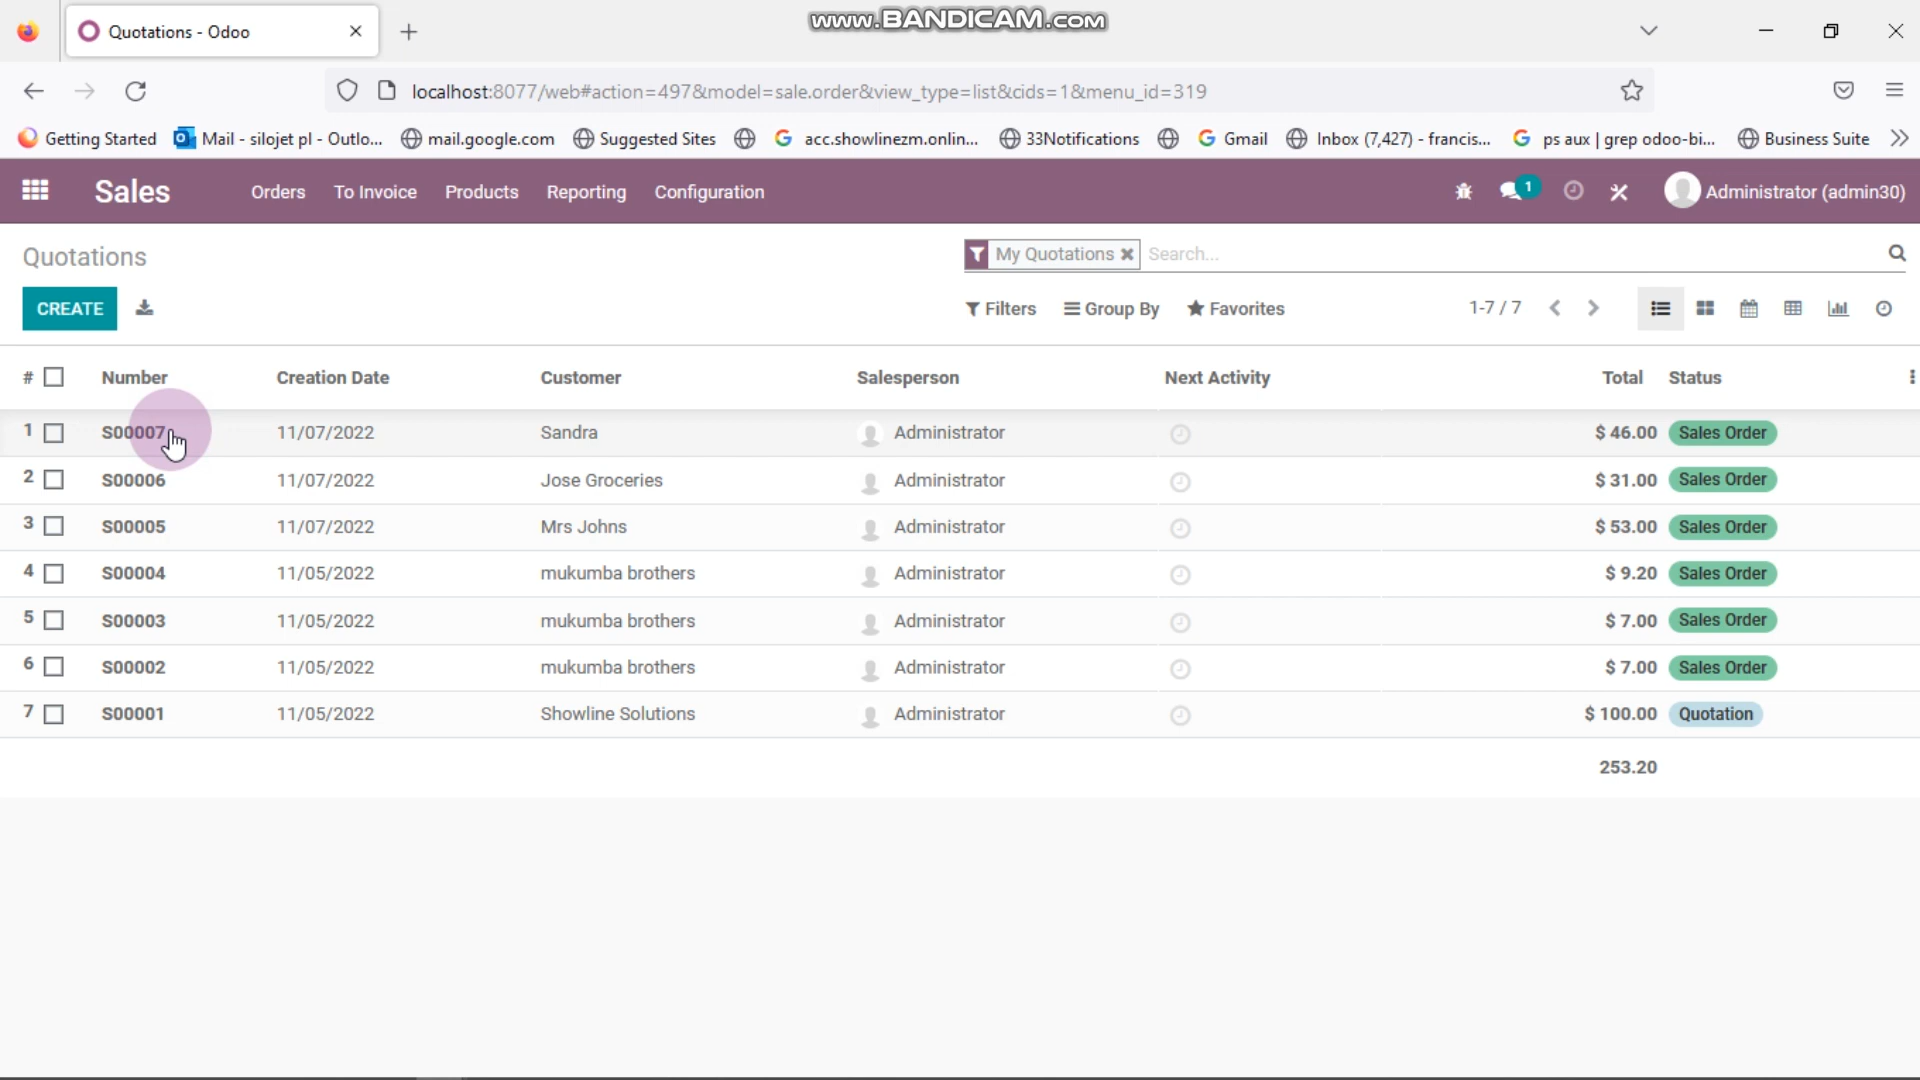 Quotations - Odoo
www.BANDICAM.com
localhost:8077/web#action=497&model=sale.order&view_type=list&cids=1&menu_id=319
Getting Started Mail - silojet pl - Outlo... mail.google.com Suggested Sites acc.showlinezm.onlin... 33Notifications Gmail Inbox (7,427) - francis... ps aux | grep odoo-bi... Business Suite
Sales Orders To Invoice Products Reporting Configuration 1 Administrator (admin30)
Quotations My Quotations Search...
CREATE Filters Group By Favorites 1-7 / 7
# Number Creation Date Customer Salesperson Next Activity Total Status
1 S00007 11/07/2022 Sandra Administrator $ 46.00 Sales Order
2 S00006 11/07/2022 Jose Groceries Administrator $ 31.00 Sales Order
3 S00005 11/07/2022 Mrs Johns Administrator $ 53.00 Sales Order
4 S00004 11/05/2022 mukumba brothers Administrator $ 9.20 Sales Order
5 S00003 11/05/2022 mukumba brothers Administrator $ 7.00 Sales Order
6 S00002 11/05/2022 mukumba brothers Administrator $ 7.00 Sales Order
7 S00001 11/05/2022 Showline Solutions Administrator $ 100.00 Quotation
253.20